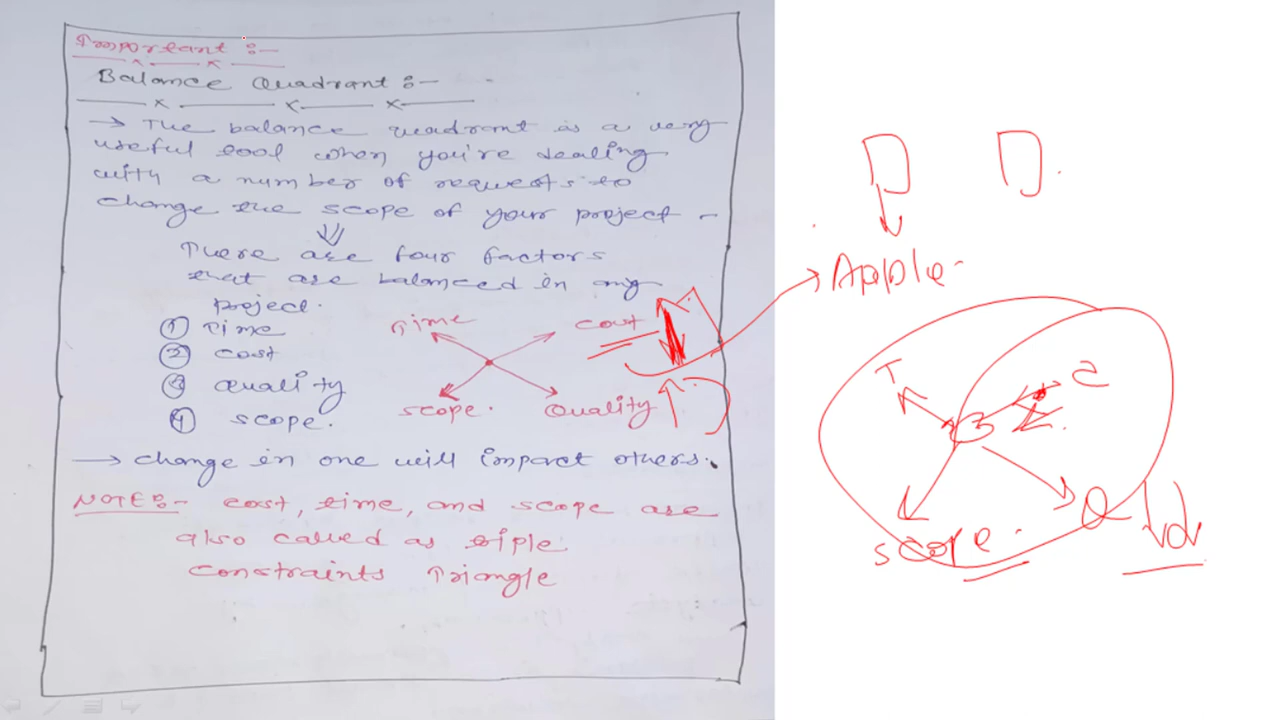 Important :-
Balance Quadrant :-
→ The balance quadrant is a very
useful tool when you're dealing
with a number of requests to
change the scope of your project -
There are four factors
that are balanced in any
project.
① Time
② cost
③ Quality
④ scope.
Time
cost
scope.
Quality
→ change in one will impact others.
NOTE:- cost, time, and scope are
also called as triple
constraints Triangle
Apple
T
C
Q
scope.